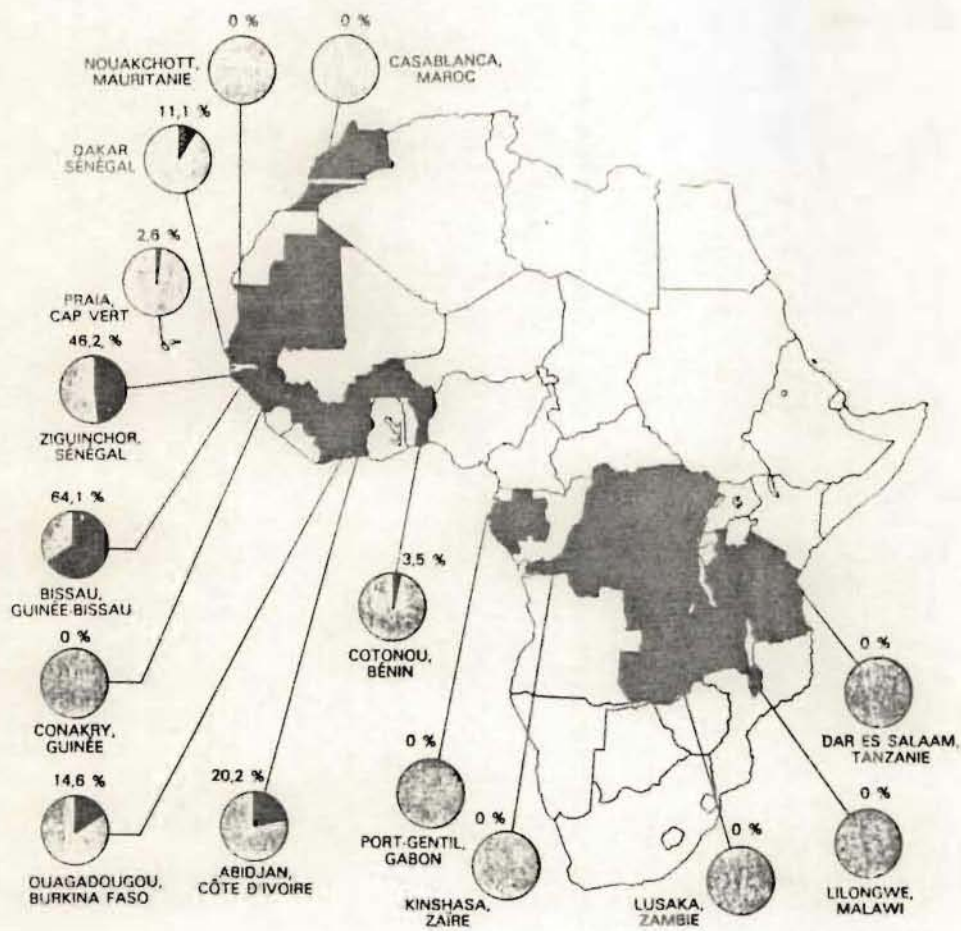 0 %
NOUAKCHOTT,
MAURITANIE
0 %
CASABLANCA,
MAROC
11,1 %
DAKAR
SÉNÉGAL
2,6 %
PRAIA,
CAP VERT
46,2 %
ZIGUINCHOR,
SÉNÉGAL
64,1 %
BISSAU,
GUINÉE-BISSAU
0 %
CONAKRY,
GUINÉE
14,6 %
OUAGADOUGOU,
BURKINA FASO
20,2 %
ABIDJAN,
CÔTE D'IVOIRE
3,5 %
COTONOU,
BÉNIN
0 %
PORT-GENTIL,
GABON
0 %
KINSHASA,
ZAÏRE
0 %
LUSAKA,
ZAMBIE
0 %
LILONGWE,
MALAWI
0 %
DAR ES SALAAM,
TANZANIE